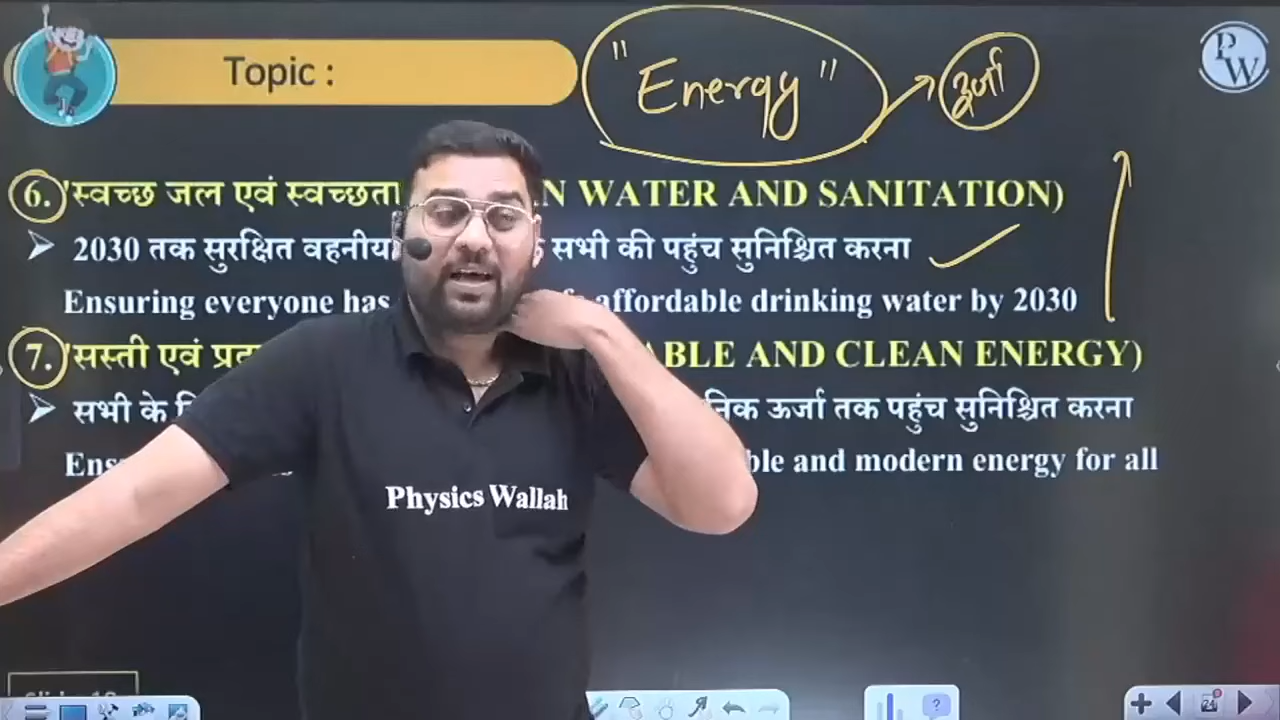 Topic :
"Energy" → ऊर्जा
PW
6. 'स्वच्छ जल एवं स्वच्छता N WATER AND SANITATION)
➤ 2030 तक सुरक्षित वहनीय सभी की पहुंच सुनिश्चित करना
Ensuring everyone has affordable drinking water by 2030
7. 'सस्ती एवं ABLE AND CLEAN ENERGY)
➤ सभी के निक ऊर्जा तक पहुंच सुनिश्चित करना
Ens ble and modern energy for all
Physics Wallah
24